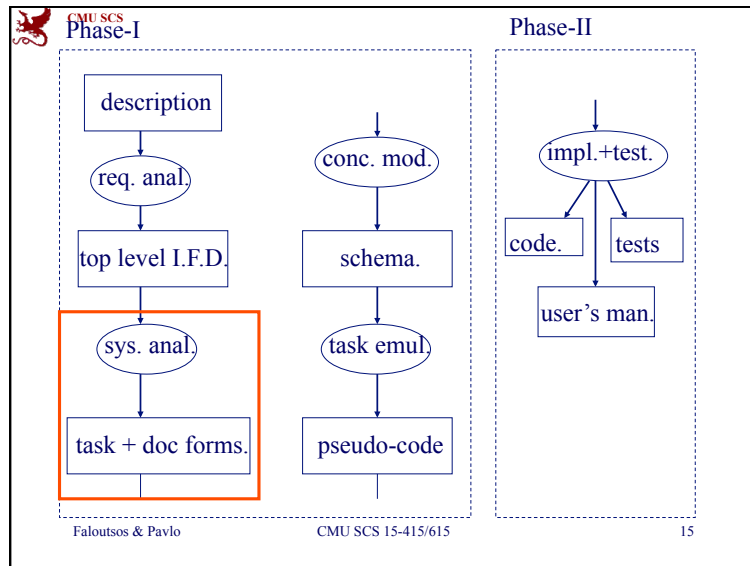 CMU SCS
Phase-I
description
req. anal.
top level I.F.D.
sys. anal.
task + doc forms.
conc. mod.
schema.
task emul.
pseudo-code
Phase-II
impl.+test.
code.
tests
user’s man.
Faloutsos & Pavlo
CMU SCS 15-415/615
15